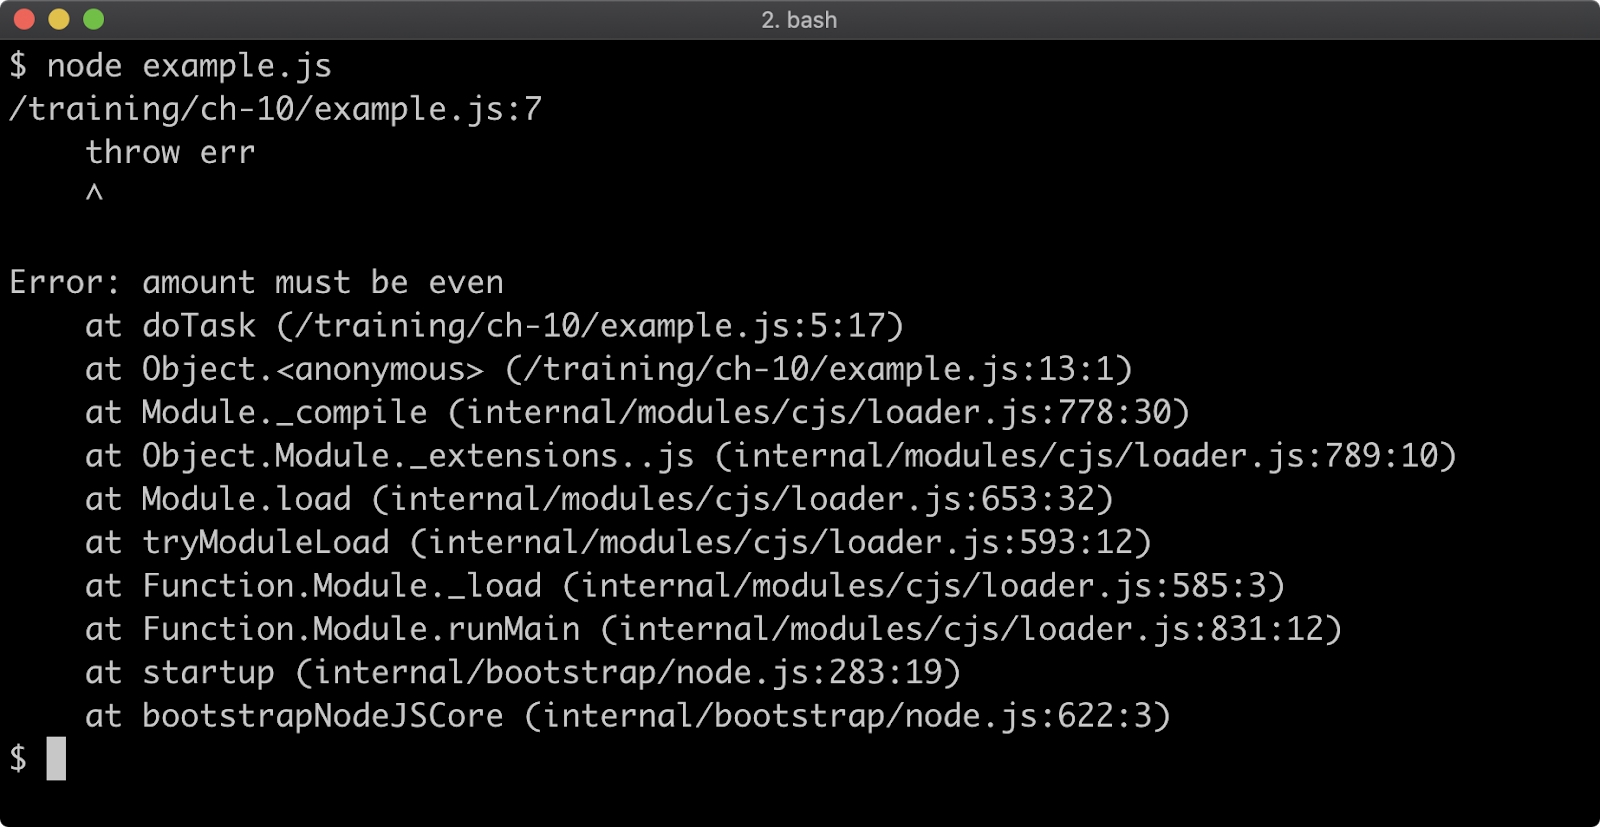 2. bash
$ node example.js
/training/ch-10/example.js:7
    throw err
    ^
Error: amount must be even
    at doTask (/training/ch-10/example.js:5:17)
    at Object.<anonymous> (/training/ch-10/example.js:13:1)
    at Module._compile (internal/modules/cjs/loader.js:778:30)
    at Object.Module._extensions..js (internal/modules/cjs/loader.js:789:10)
    at Module.load (internal/modules/cjs/loader.js:653:32)
    at tryModuleLoad (internal/modules/cjs/loader.js:593:12)
    at Function.Module._load (internal/modules/cjs/loader.js:585:3)
    at Function.Module.runMain (internal/modules/cjs/loader.js:831:12)
    at startup (internal/bootstrap/node.js:283:19)
    at bootstrapNodeJSCore (internal/bootstrap/node.js:622:3)
$